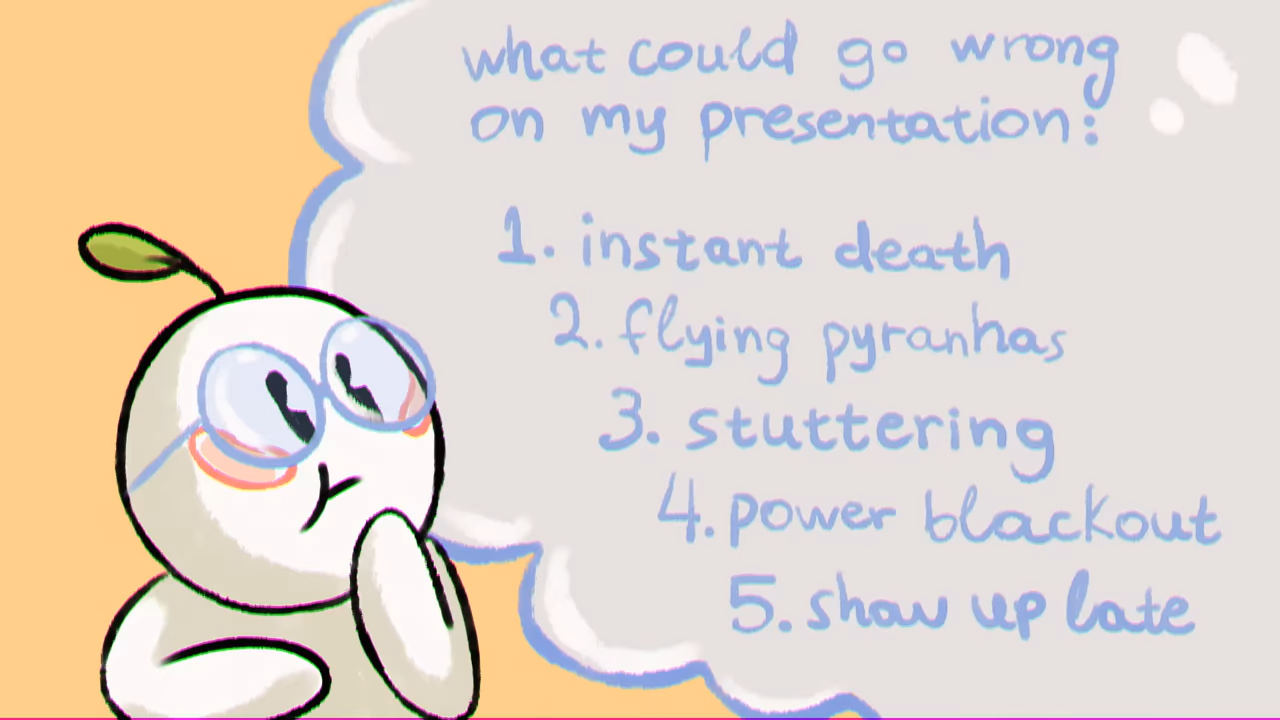 what could go wrong
on my presentation:
1. instant death
2. flying pyranhas
3. stuttering
4. power blackout
5. show up late